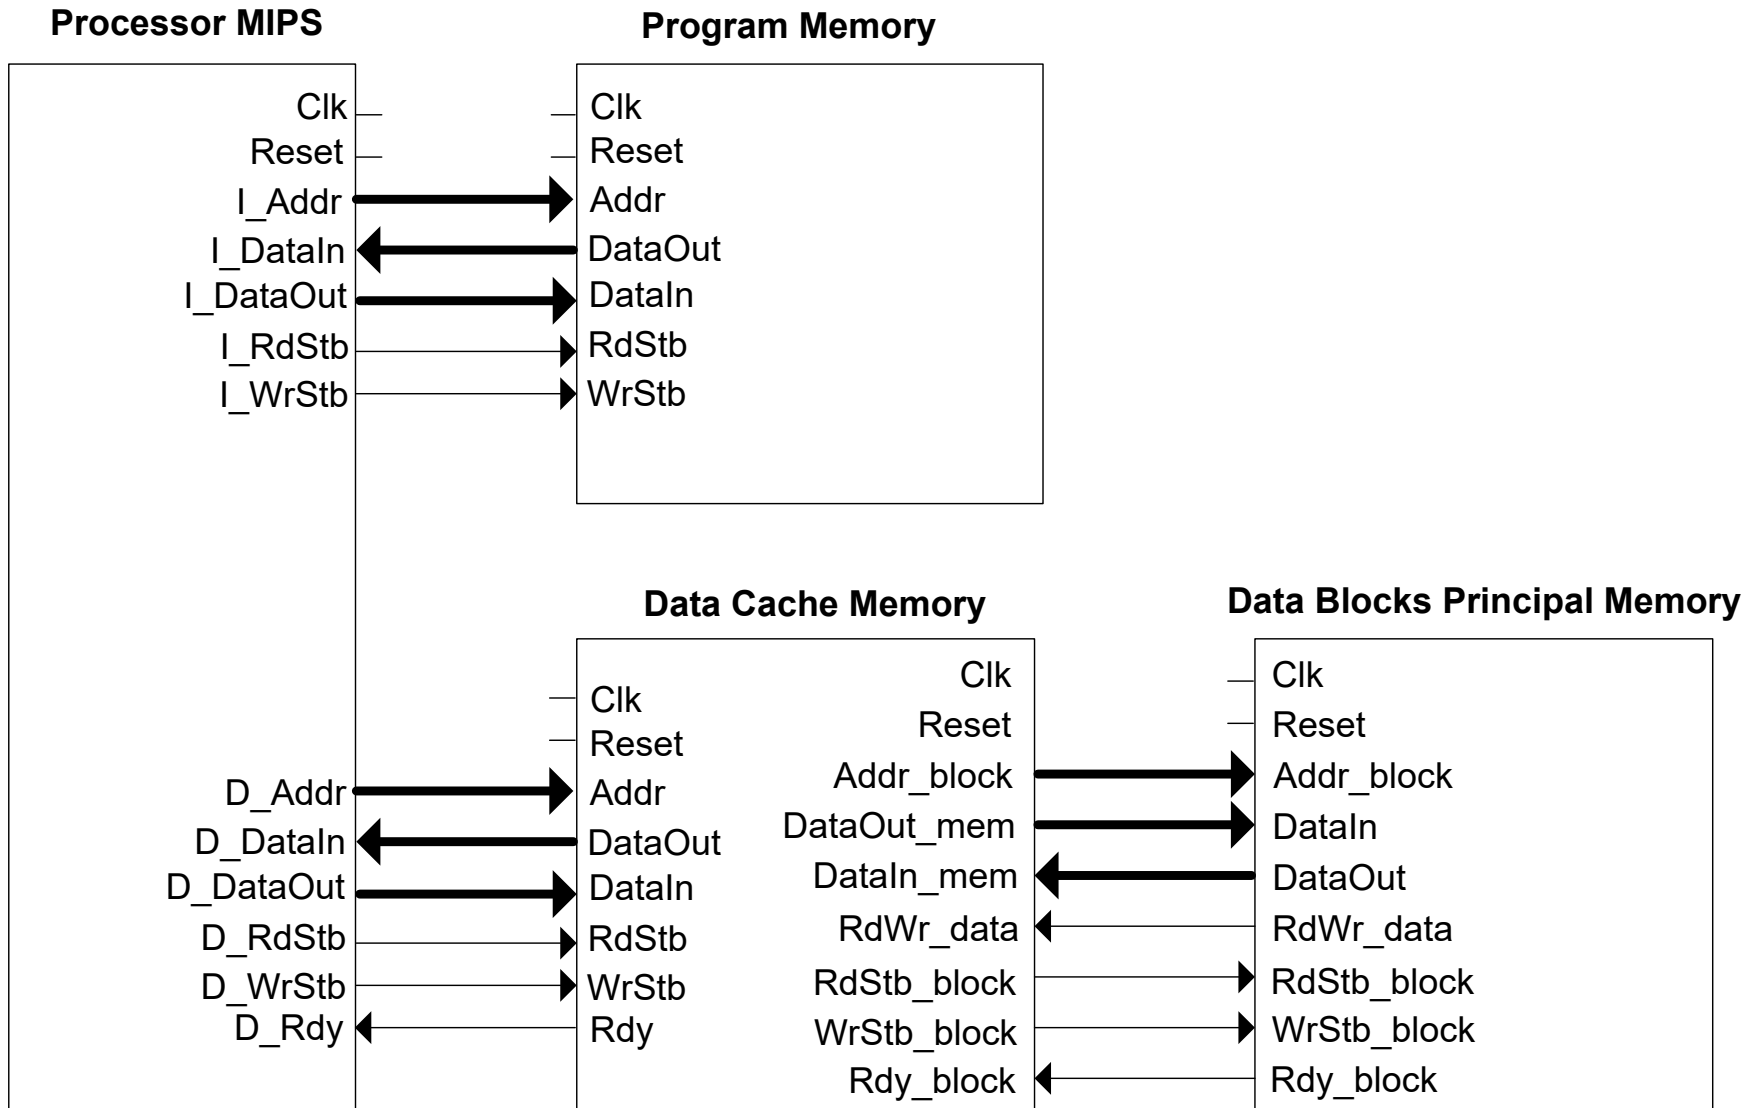 Processor MIPS
Program Memory
Clk
Reset
I_Addr
I_DataIn
I_DataOut
I_RdStb
I_WrStb
Clk
Reset
Addr
DataOut
DataIn
RdStb
WrStb
Data Cache Memory
Data Blocks Principal Memory
D_Addr
D_DataIn
D_DataOut
D_RdStb
D_WrStb
D_Rdy
Clk
Reset
Addr
DataOut
DataIn
RdStb
WrStb
Rdy
Clk
Reset
Addr_block
DataOut_mem
DataIn_mem
RdWr_data
RdStb_block
WrStb_block
Rdy_block
Clk
Reset
Addr_block
DataIn
DataOut
RdWr_data
RdStb_block
WrStb_block
Rdy_block